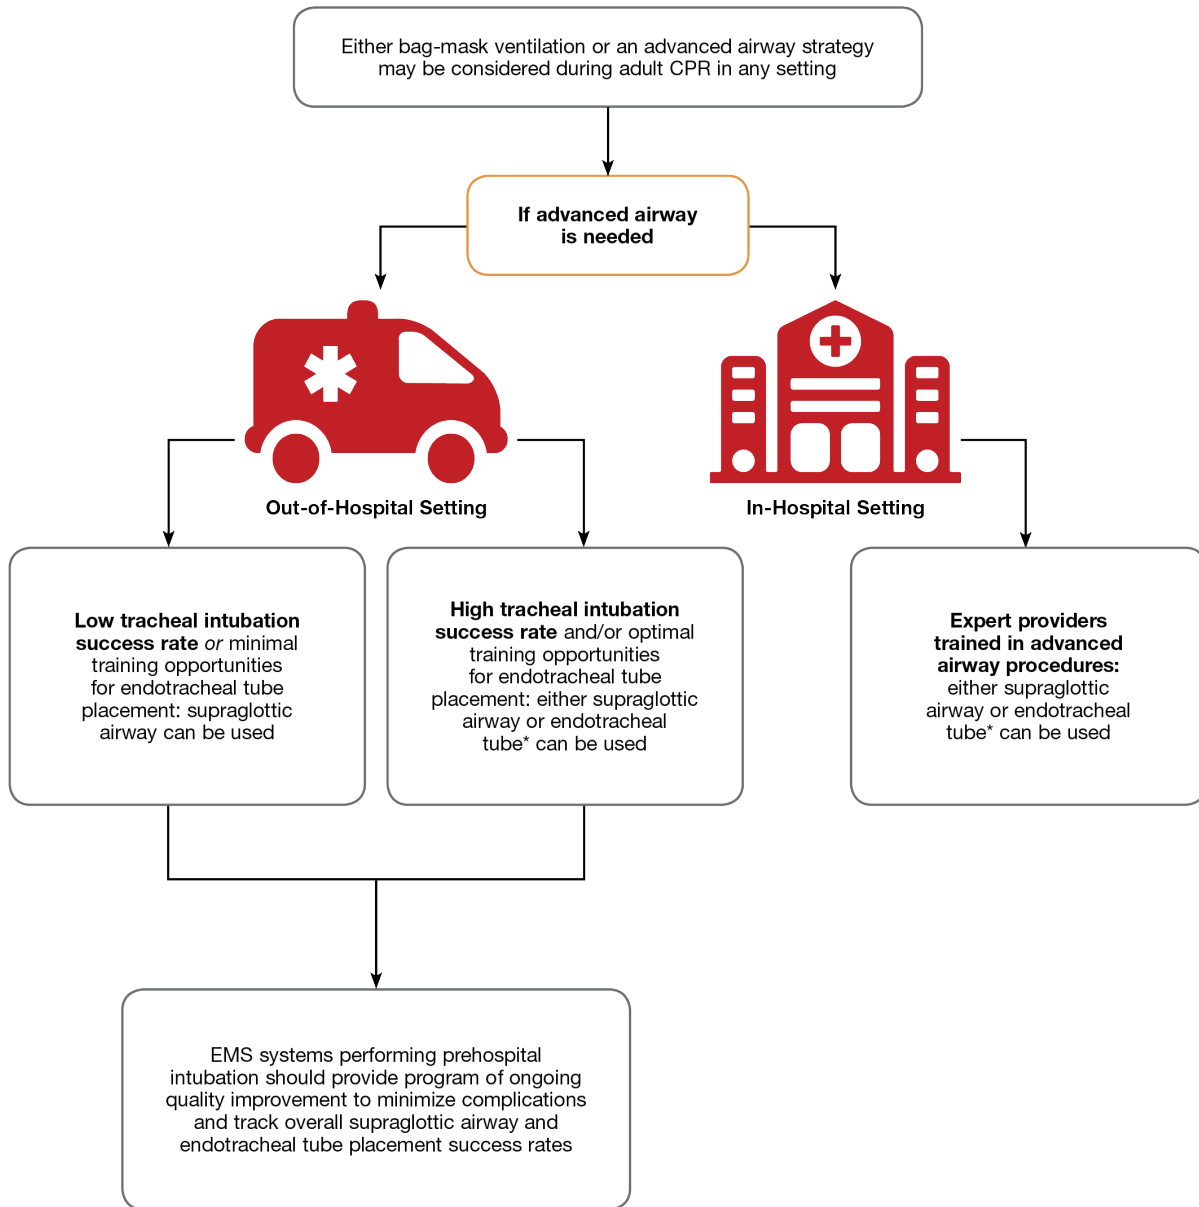 Either bag-mask ventilation or an advanced airway strategy
may be considered during adult CPR in any setting
If advanced airway
is needed
Out-of-Hospital Setting
In-Hospital Setting
Low tracheal intubation
success rate or minimal
training opportunities
for endotracheal tube
placement: supraglottic
airway can be used
High tracheal intubation
success rate and/or optimal
training opportunities
for endotracheal tube
placement: either supraglottic
airway or endotracheal
tube* can be used
Expert providers
trained in advanced
airway procedures:
either supraglottic
airway or endotracheal
tube* can be used
EMS systems performing prehospital
intubation should provide program of ongoing
quality improvement to minimize complications
and track overall supraglottic airway and
endotracheal tube placement success rates